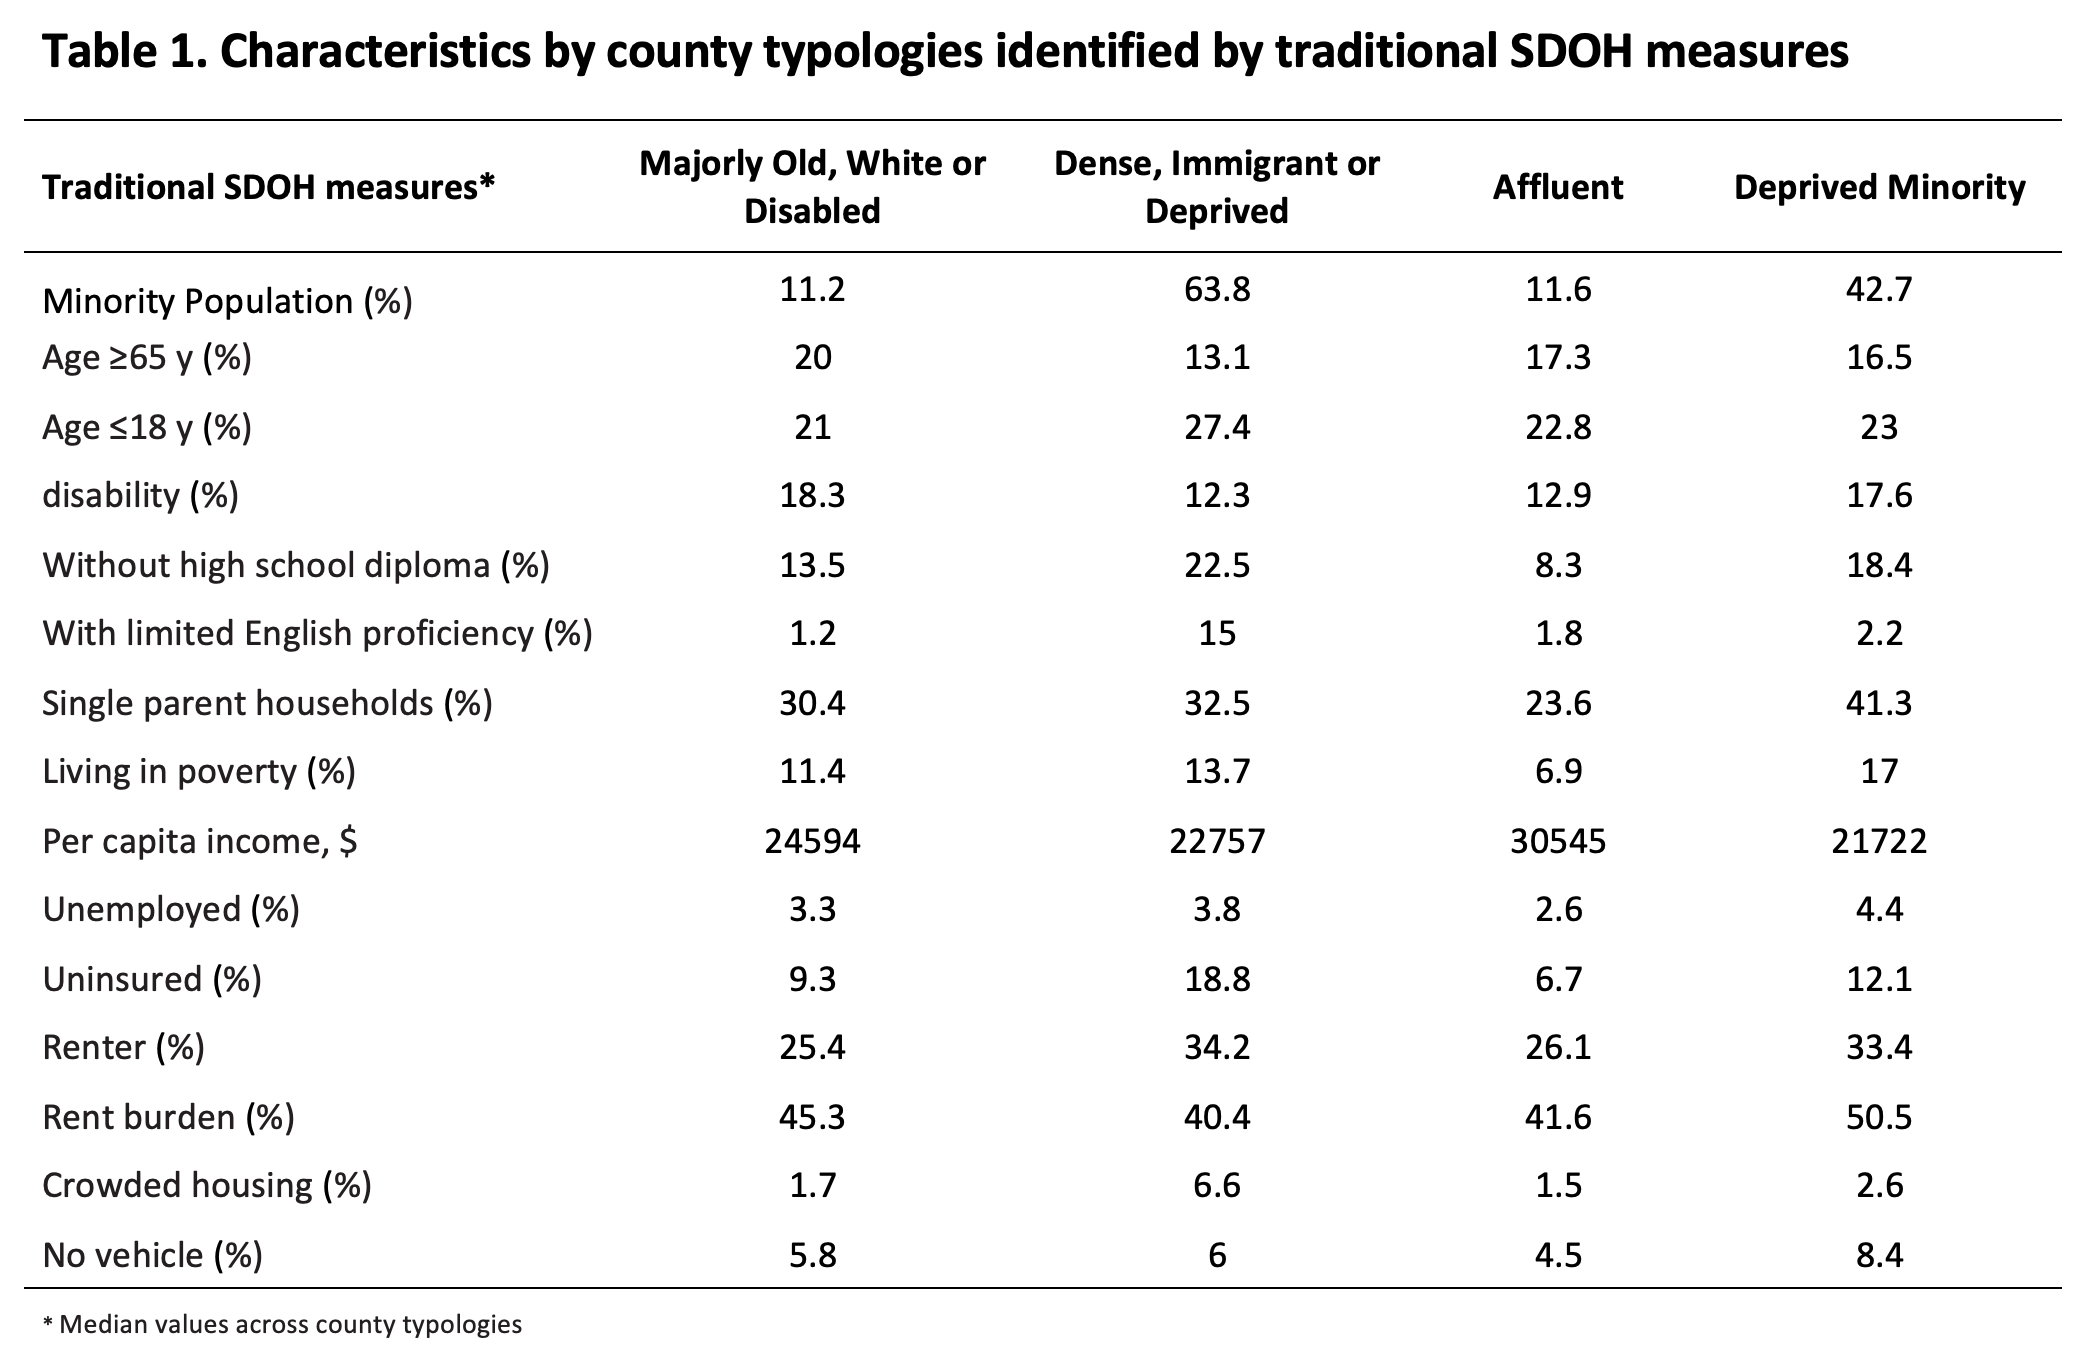 Table 1. Characteristics by county typologies identified by traditional SDOH measures
Traditional SDOH measures* Majorly Old, White or Disabled Dense, Immigrant or Deprived Affluent Deprived Minority
Minority Population (%) 11.2 63.8 11.6 42.7
Age ≥65 y (%) 20 13.1 17.3 16.5
Age ≤18 y (%) 21 27.4 22.8 23
disability (%) 18.3 12.3 12.9 17.6
Without high school diploma (%) 13.5 22.5 8.3 18.4
With limited English proficiency (%) 1.2 15 1.8 2.2
Single parent households (%) 30.4 32.5 23.6 41.3
Living in poverty (%) 11.4 13.7 6.9 17
Per capita income, $ 24594 22757 30545 21722
Unemployed (%) 3.3 3.8 2.6 4.4
Uninsured (%) 9.3 18.8 6.7 12.1
Renter (%) 25.4 34.2 26.1 33.4
Rent burden (%) 45.3 40.4 41.6 50.5
Crowded housing (%) 1.7 6.6 1.5 2.6
No vehicle (%) 5.8 6 4.5 8.4
* Median values across county typologies